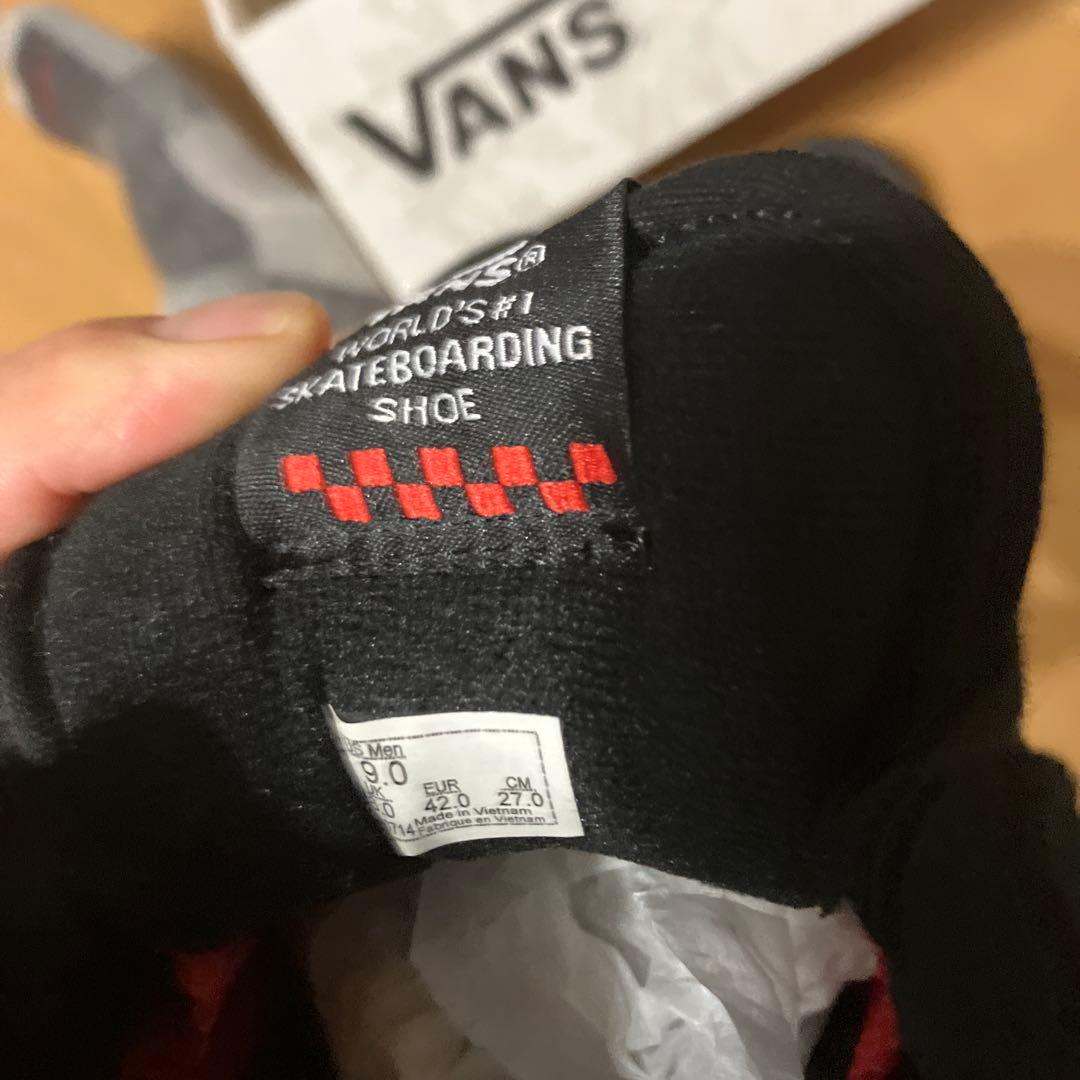 VANS
WORLD'S #1
SKATEBOARDING
SHOE
Men
9.0
EUR
42.0
CM
27.0
Made in Vietnam
Fabriqué en Vietnam